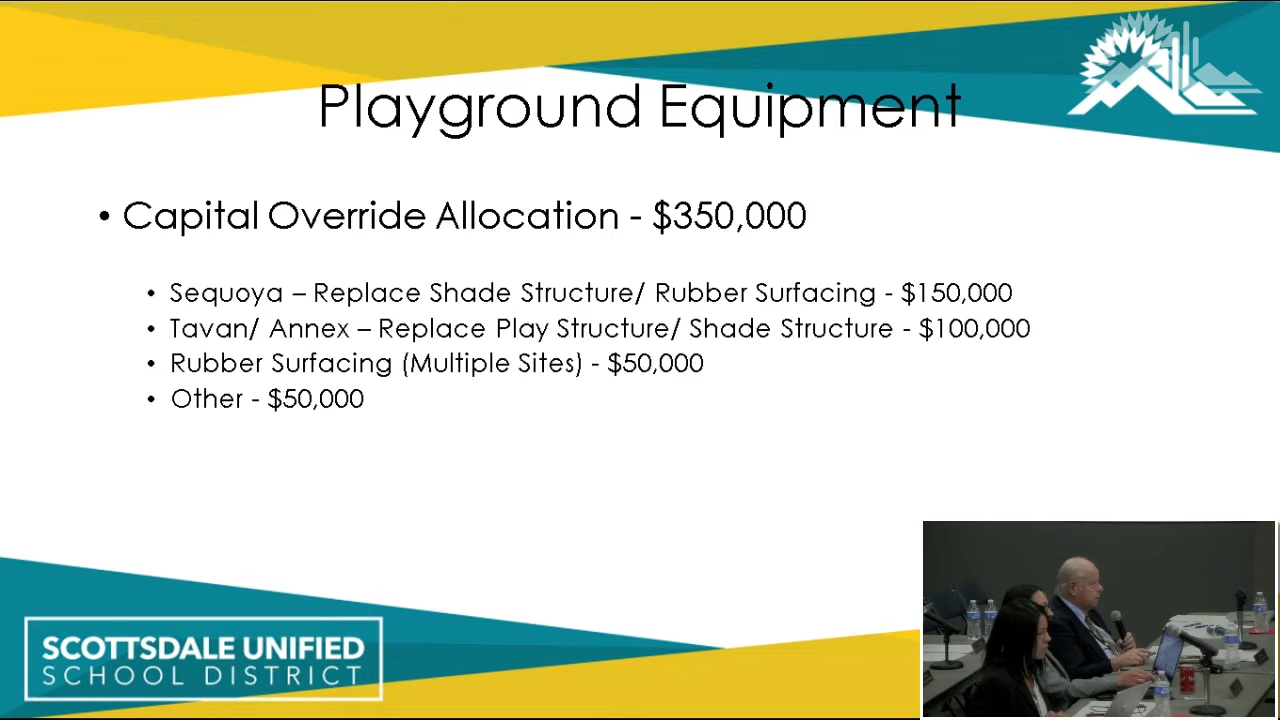 Playground Equipment
• Capital Override Allocation - $350,000
• Sequoya – Replace Shade Structure/ Rubber Surfacing - $150,000
• Tavan/ Annex – Replace Play Structure/ Shade Structure - $100,000
• Rubber Surfacing (Multiple Sites) - $50,000
• Other - $50,000
SCOTTSDALE UNIFIED
SCHOOL DISTRICT